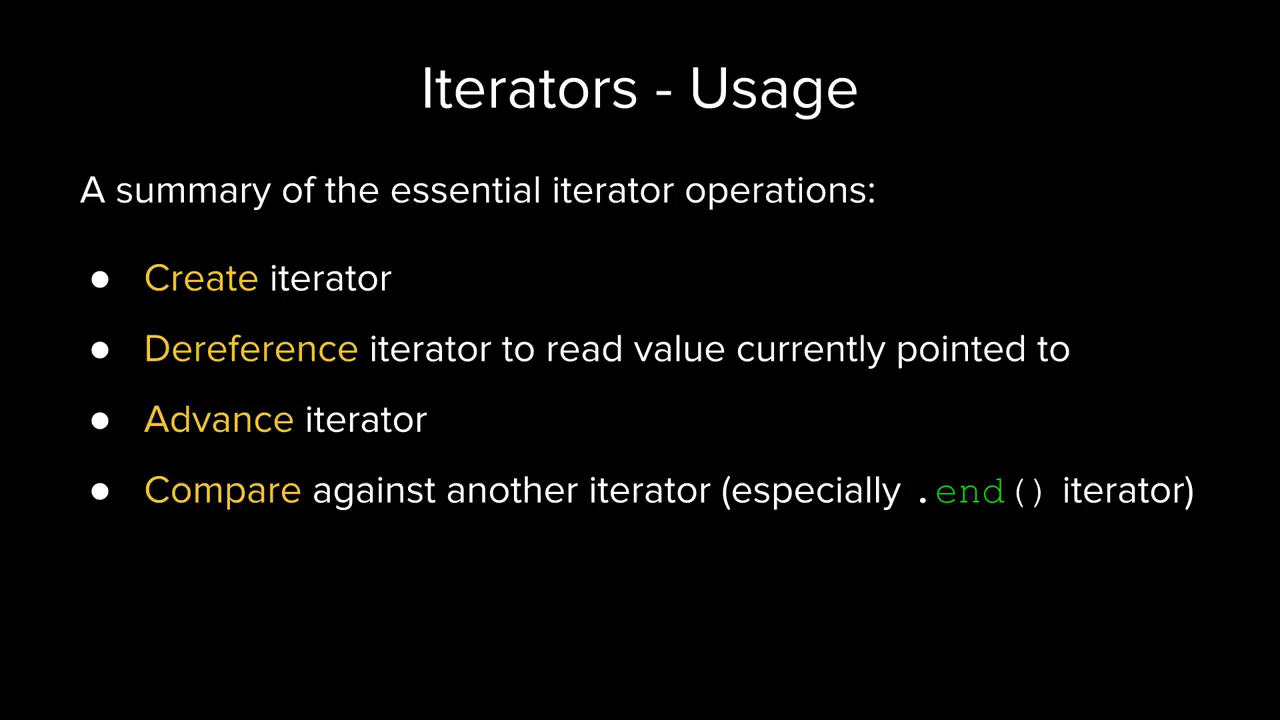 Iterators - Usage
A summary of the essential iterator operations:
● Create iterator
● Dereference iterator to read value currently pointed to
● Advance iterator
● Compare against another iterator (especially .end() iterator)